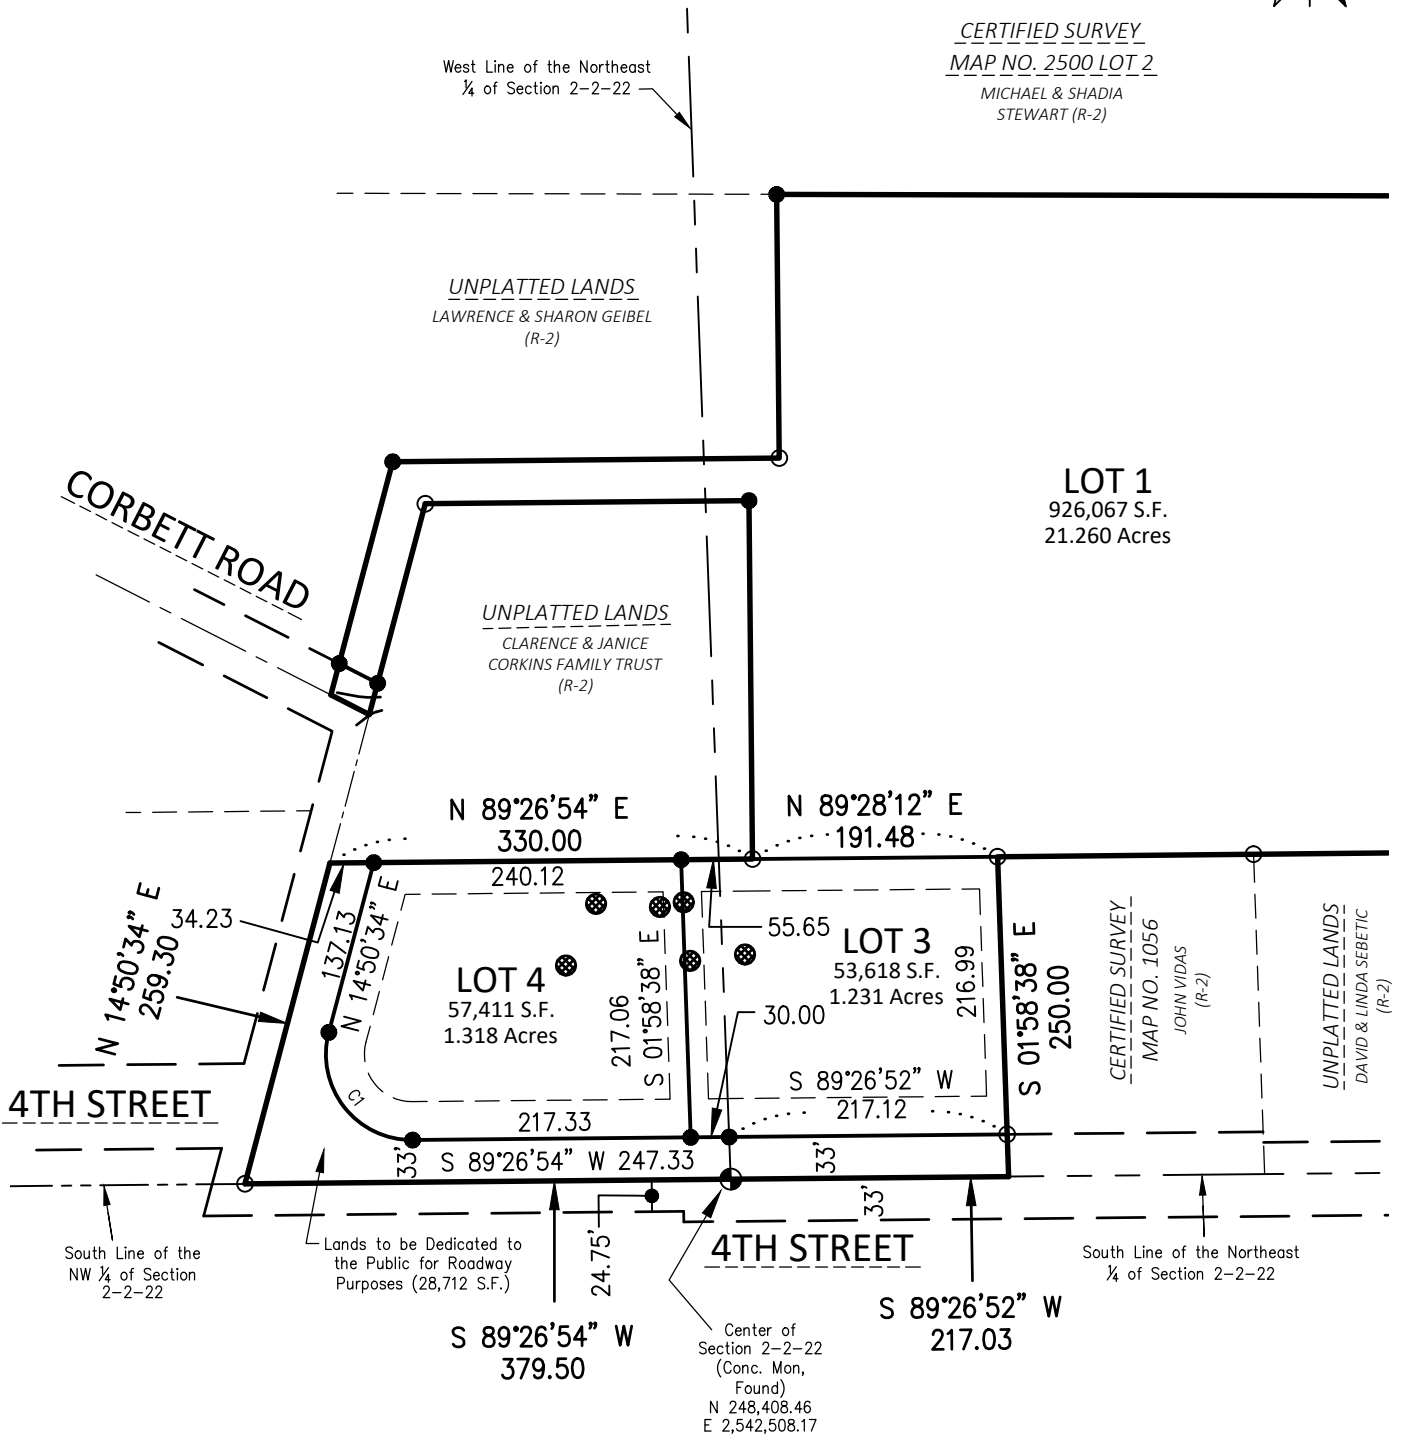 CERTIFIED SURVEY
MAP NO. 2500 LOT 2
MICHAEL & SHADIA
STEWART (R-2)
West Line of the Northeast
¼ of Section 2-2-22
UNPLATTED LANDS
LAWRENCE & SHARON GEIBEL
(R-2)
LOT 1
926,067 S.F.
21.260 Acres
CORBETT ROAD
UNPLATTED LANDS
CLARENCE & JANICE
CORKINS FAMILY TRUST
(R-2)
N 89°26'54" E
330.00
240.12
N 89°28'12" E
191.48
N 14°50'34" E
259.30
34.23
137.13
N 14°50'34" E
LOT 4
57,411 S.F.
1.318 Acres
217.06
S 01°58'38" E
55.65
30.00
LOT 3
53,618 S.F.
1.231 Acres
216.99
S 01°58'38" E
250.00
CERTIFIED SURVEY
MAP NO. 1056
JOHN VIDAS
(R-2)
UNPLATTED LANDS
DAVID & LINDA SEBETIC
(R-2)
S 89°26'52" W
217.12
C1
217.33
4TH STREET
33'
S 89°26'54" W 247.33
33'
33'
24.75'
4TH STREET
South Line of the
NW ¼ of Section
2-2-22
Lands to be Dedicated to
the Public for Roadway
Purposes (28,712 S.F.)
South Line of the Northeast
¼ of Section 2-2-22
S 89°26'54" W
379.50
Center of
Section 2-2-22
(Conc. Mon,
Found)
N 248,408.46
E 2,542,508.17
S 89°26'52" W
217.03